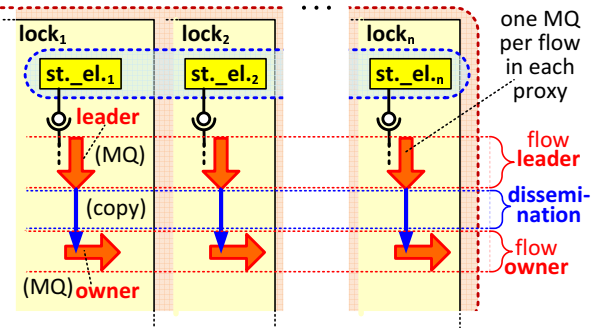 . . .
lock₁
lock₂
lockₙ
one MQ
per flow
in each
proxy
st._el.₁
st._el.₂
st._el.ₙ
leader
(MQ)
flow
leader
(copy)
dissemi-
nation
flow
owner
(MQ) owner